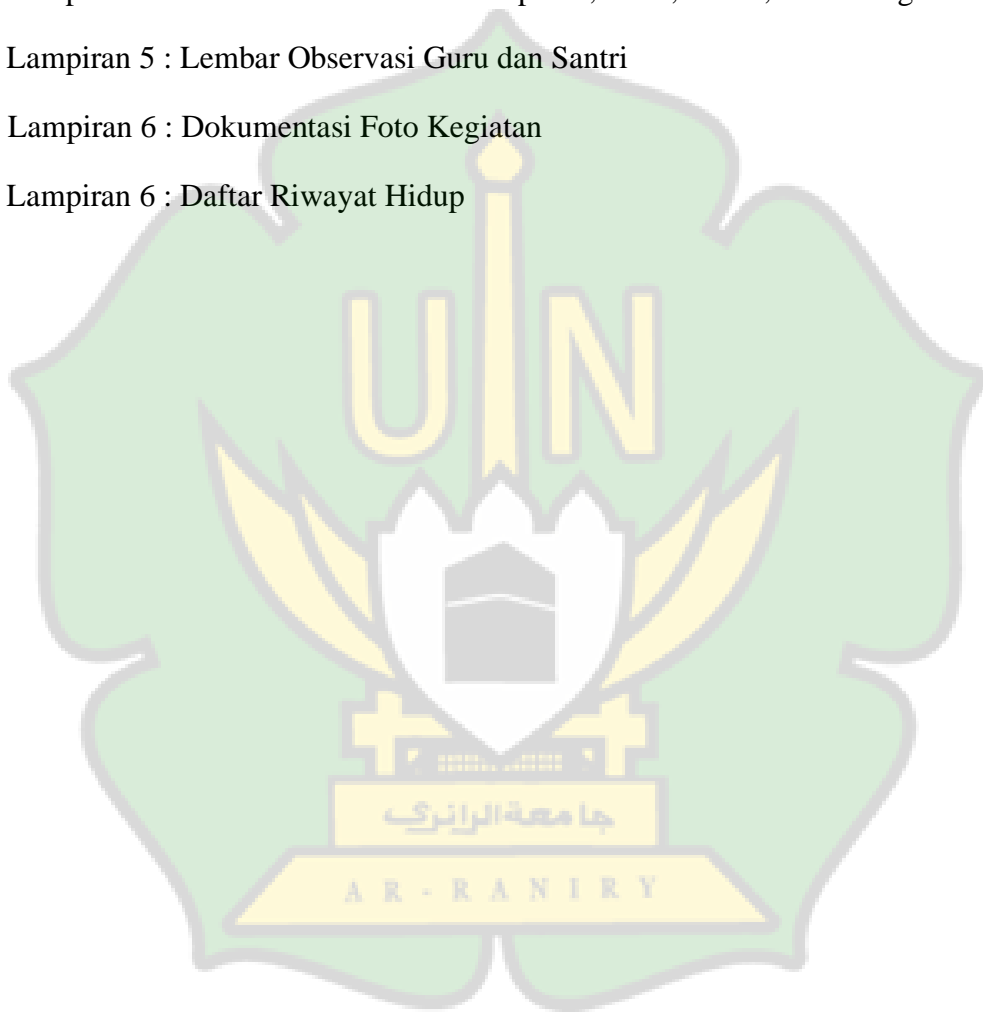 Lampiran 5 : Lembar Observasi Guru dan Santri
Lampiran 6 : Dokumentasi Foto Kegiatan
Lampiran 6 : Daftar Riwayat Hidup
UIN
جامعة الرانري
AR-RANIRY